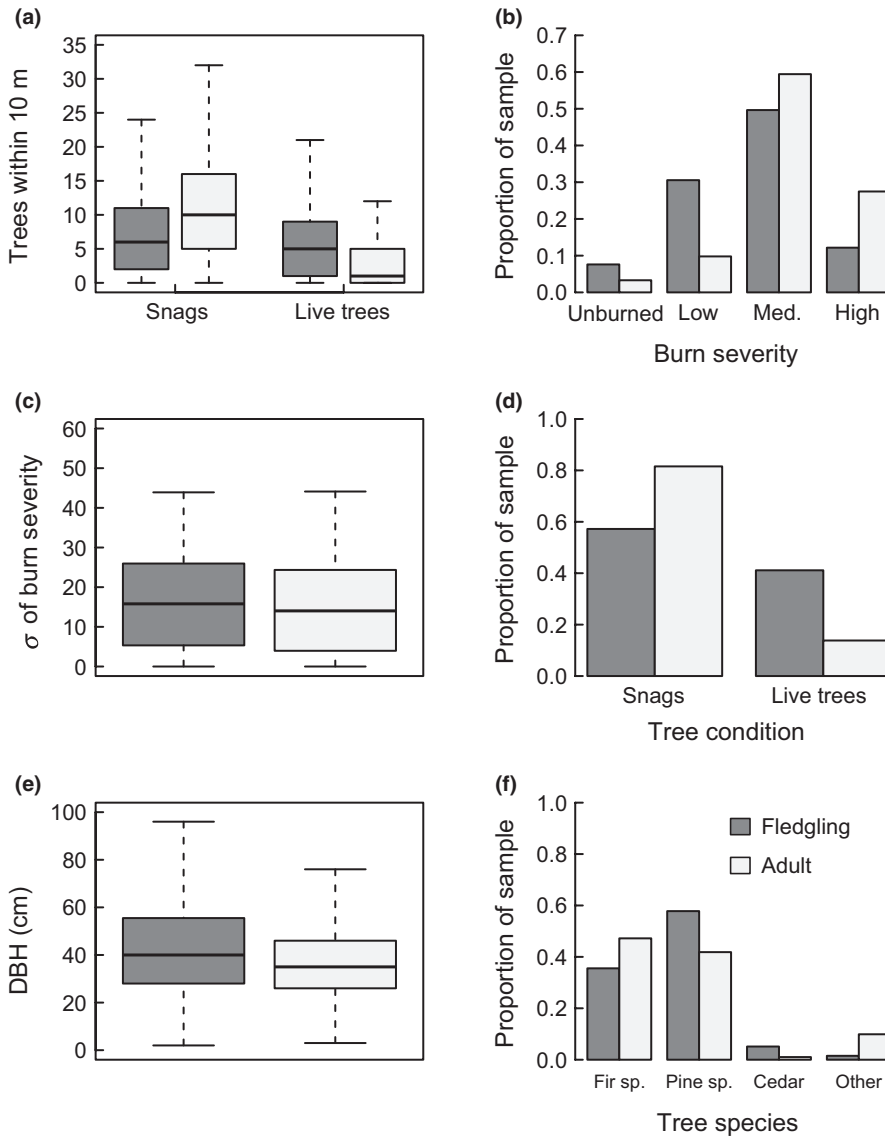 (a)
Trees within 10 m
35
30
25
20
15
10
5
0
Snags
Live trees
(b)
Proportion of sample
0.7
0.6
0.5
0.4
0.3
0.2
0.1
0.0
Unburned
Low
Med.
High
Burn severity
(c)
σ of burn severity
60
50
40
30
20
10
0
(d)
Proportion of sample
1.0
0.8
0.6
0.4
0.2
0.0
Snags
Live trees
Tree condition
(e)
DBH (cm)
100
80
60
40
20
0
(f)
Proportion of sample
1.0
0.8
0.6
0.4
0.2
0.0
Fledgling
Adult
Fir sp.
Pine sp.
Cedar
Other
Tree species